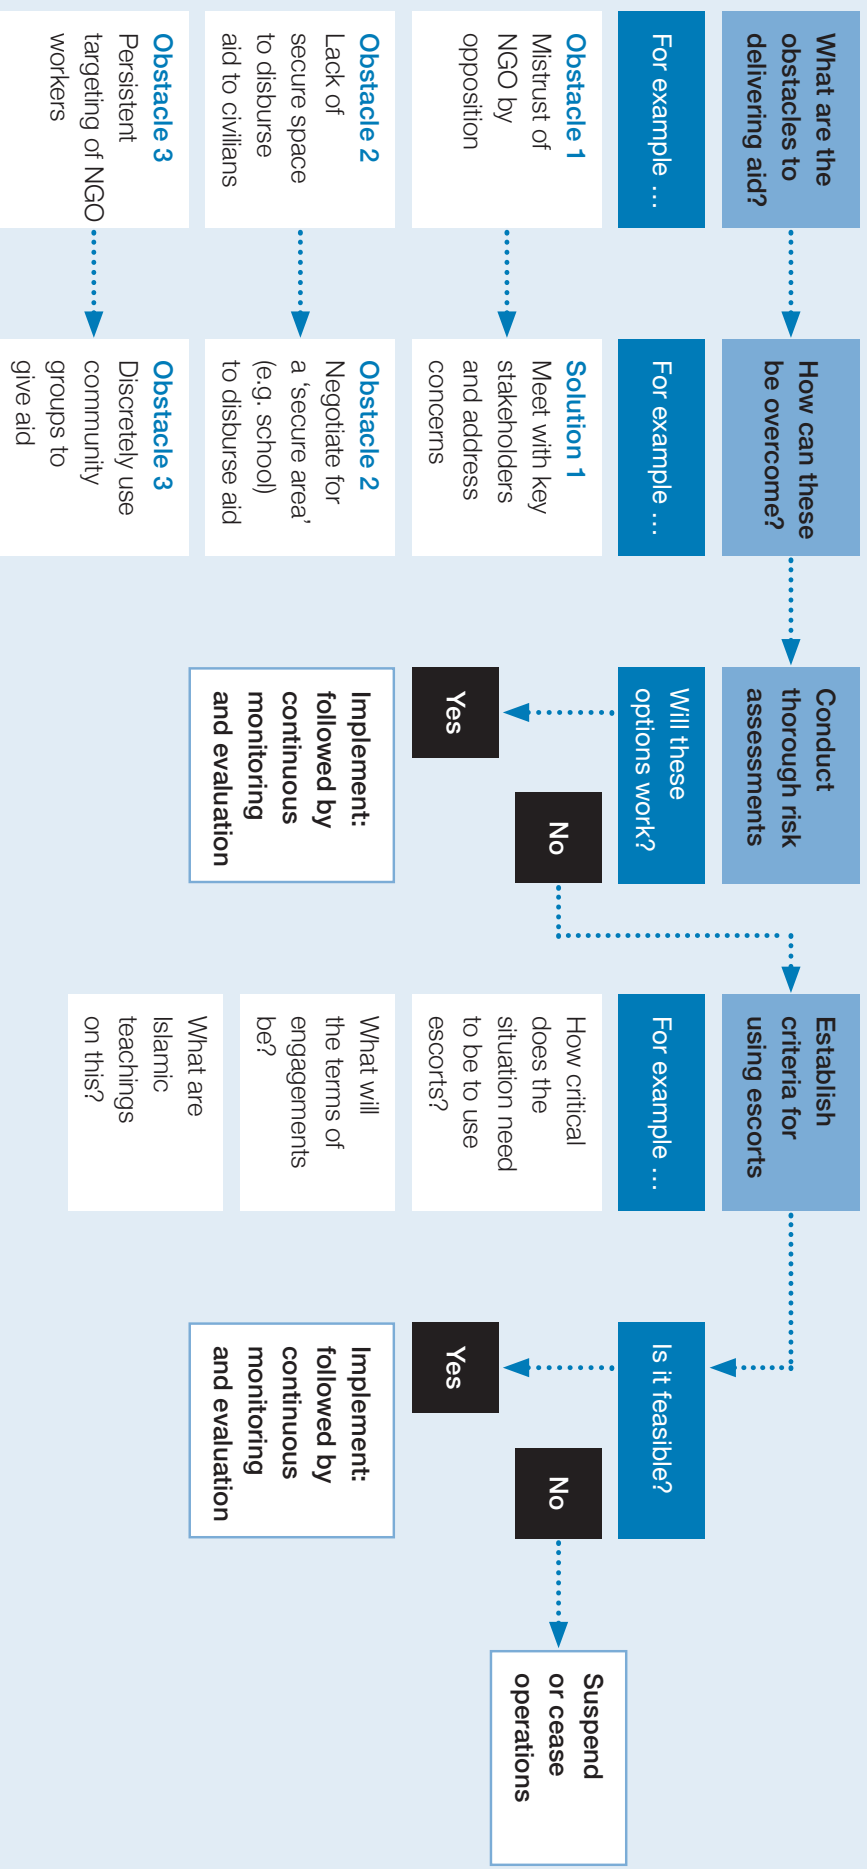 What are the
obstacles to
delivering aid?
For example …
Obstacle 1
Mistrust of
NGO by
opposition
Obstacle 2
Lack of
secure space
to disburse
aid to civilians
Obstacle 3
Persistent
targeting of NGO
workers
How can these
be overcome?
For example …
Solution 1
Meet with key
stakeholders
and address
concerns
Obstacle 2
Negotiate for
a ‘secure area’
(e.g. school)
to disburse aid
Obstacle 3
Discretely use
community
groups to
give aid
Conduct
thorough risk
assessments
Will these
options work?
Yes
No
Implement:
followed by
continuous
monitoring
and evaluation
Establish
criteria for
using escorts
For example …
How critical
does the
situation need
to be to use
escorts?
What will
the terms of
engagements
be?
What are
Islamic
teachings
on this?
Is it feasible?
Yes
No
Implement:
followed by
continuous
monitoring
and evaluation
Suspend
or cease
operations